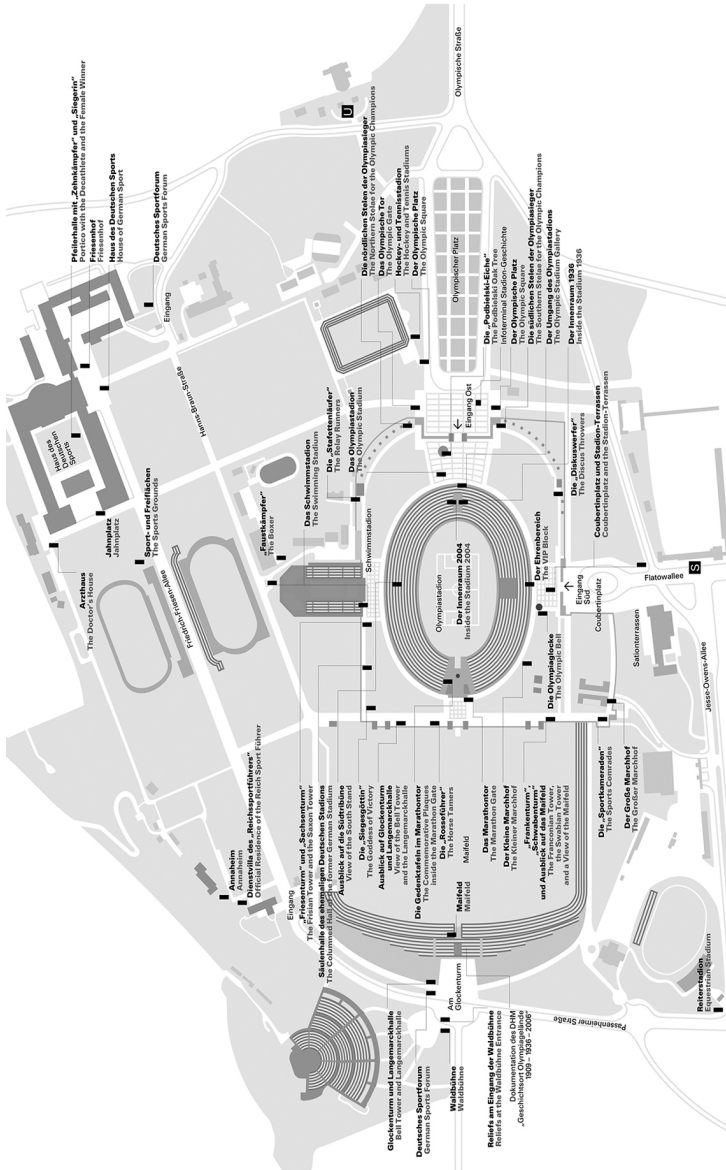 Pfeilerhalle mit „Zehnkämpfer" und „Siegerin"
Portico with the Decathlete and the Female Winner
Friesenhof
Friesenhof
Haus des Deutschen Sports
House of German Sport
Deutsches Sportforum
German Sports Forum
Eingang
Haus des
Deutschen
Sports
Hanns-Braun-Straße
Arzthaus
The Doctor's House
Jahnplatz
Jahnplatz
Sport- und Freiflächen
The Sports Grounds
Friedrich-Friesen-Allee
„Faustkämpfer"
The Boxer
Das Schwimmstadion
The Swimming Stadium
Die „Stafettenläufer"
The Relay Runners
Das Olympiastadion
The Olympic Stadium
Die nördlichen Stelen der Olympiasieger
The Northern Stelae for the Olympic Champions
Das Olympische Tor
The Olympic Gate
Hockey- und Tennisstadion
The Hockey and Tennis Stadiums
Der Olympische Platz
The Olympic Square
U
Olympische Straße
Olympischer Platz
Die „Podbielski-Eiche"
The Podbielski Oak Tree
Infoterminal Stadion-Geschichte
Der Olympische Platz
The Olympic Square
Die südlichen Stelen der Olympiasieger
The Southern Stelae for the Olympic Champions
Der Umgang des Olympiastadions
The Olympic Stadium Gallery
Der Innenraum 1936
Inside the Stadium 1936
Eingang Ost
Schwimmstadion
Olympiastadion
Der Innenraum 2004
Inside the Stadium 2004
Die „Diskuswerfer"
The Discus Throwers
Coubertinplatz und Stadion-Terrassen
Coubertinplatz and the Stadion-Terrassen
Der Ehrenbereich
The VIP Block
Eingang
Süd
Coubertinplatz
Flatowallee
S
Die Olympiaglocke
The Olympic Bell
Sationterrassen
Jesse-Owens-Allee
Annaheim
Annaheim
Dienstvilla des „Reichssportführers"
Official Residence of the Reich Sport Führer
Eingang
„Friesenturm" und „Sachsenturm"
The Frisian Tower and the Saxon Tower
Säulenhalle des ehemaligen Deutschen Stadions
The Columned Hall of the former German Stadium
Ausblick auf die Südtribüne
View of the South Stand
Die „Siegesgöttin"
The Goddess of Victory
Ausblick auf Glockenturm
und Langemarckhalle
View of the Bell Tower
and the Langemarckhalle
Die Gedenktafeln im Marathontor
The Commemorative Plaques
inside the Marathon Gate
Die „Rosseführer"
The Horse Tamers
Maifeld
Das Marathontor
The Marathon Gate
Der Kleine Marchhof
The Kleiner Marchhof
„Frankenturm",
„Schwabenturm"
und Ausblick auf das Maifeld
The Franconian Tower,
the Swabian Tower
and a View of the Maifeld
Die „Sportkameraden"
The Sports Comrades
Der Große Marchhof
The Großer Marchhof
Maifeld
Maifeld
Am
Glockenturm
Passenheimer Straße
Reiterstadion
Equestrian Stadium
Glockenturm und Langemarckhalle
Bell Tower and Langemarckhalle
Deutsches Sportforum
German Sports Forum
Waldbühne
Waldbühne
Reliefs am Eingang der Waldbühne
Reliefs at the Waldbühne Entrance
Dokumentation des DHM
„Geschichtsort Olympiagelände
1909 – 1936 – 2006"